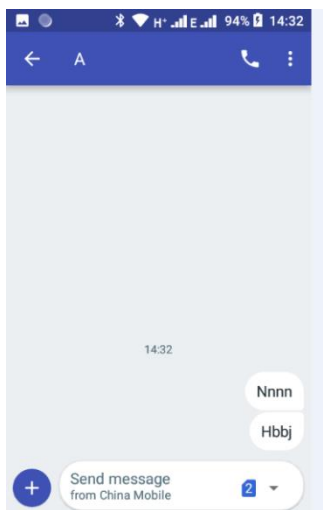 H+ E 94% 14:32
A
14:32
Nnnn
Hbbj
Send message
from China Mobile
2